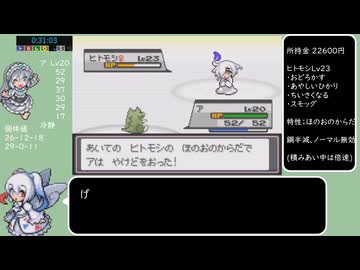 0:31:03
ア Lv20
52
29
37
30
29
17
冷静
個体値
26-12-18
29-0-11
ヒトモシ♀ Lv23
HP:
ア Lv20
HP:
52/ 52
あいての ヒトモシの ほのおのからだで
アは やけどをおった!
げ
所持金 22600円
ヒトモシLv23
・おどろかす
・あやしいひかり
・ちいさくなる
・スモッグ
特性:ほのおのからだ
鋼半減、ノーマル無効
(積みあい中は倍速)